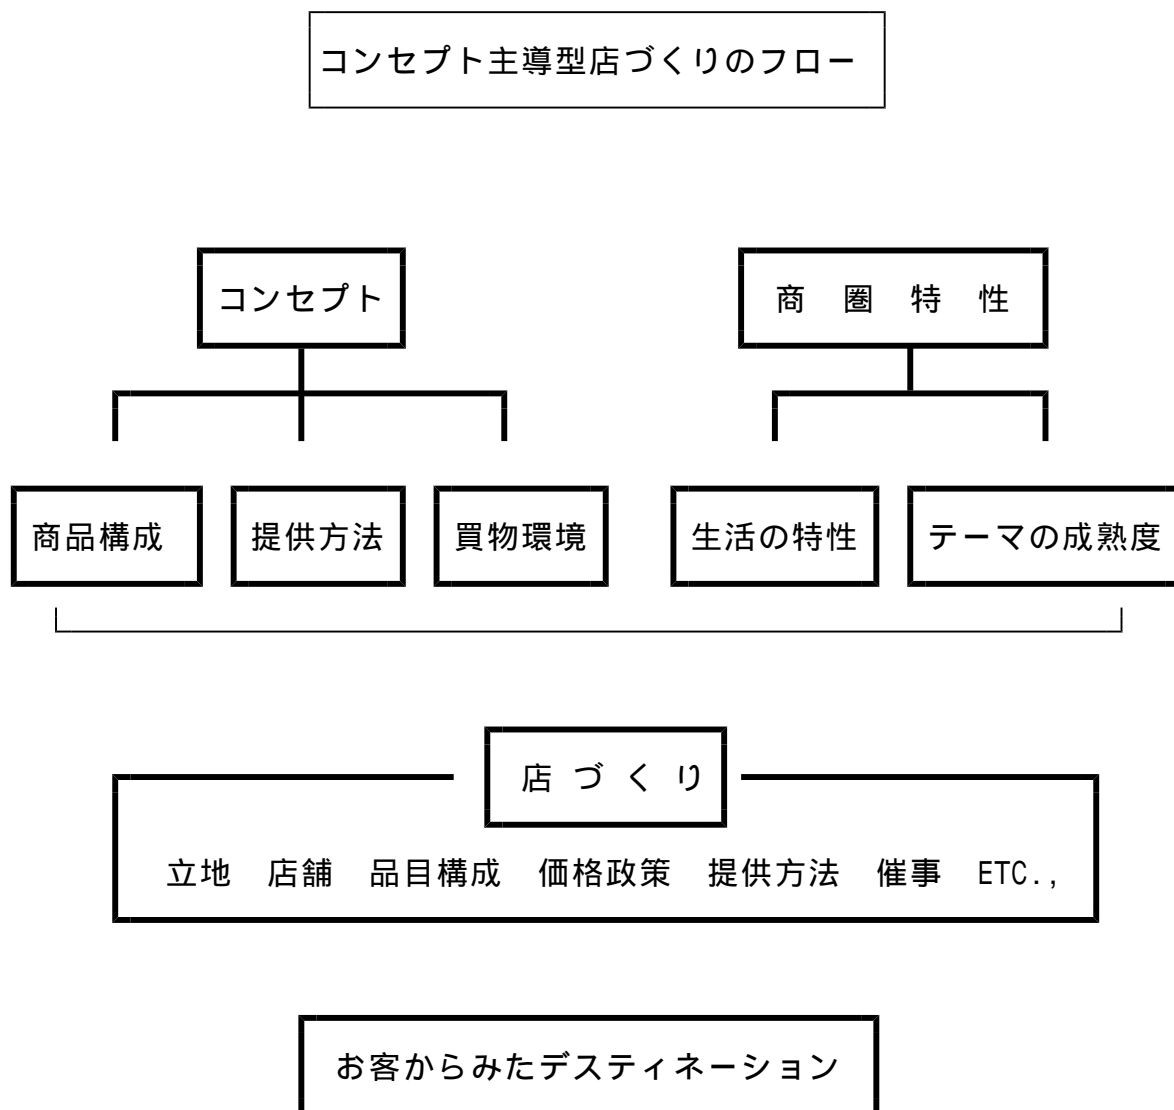 コンセプト主導型店づくりのフロー
コンセプト
商　圏　特　性
商品構成
提供方法
買物環境
生活の特性
テーマの成熟度
店 づ く り
立地　店舗　品目構成　価格政策　提供方法　催事　ETC.,
お客からみたデスティネーション